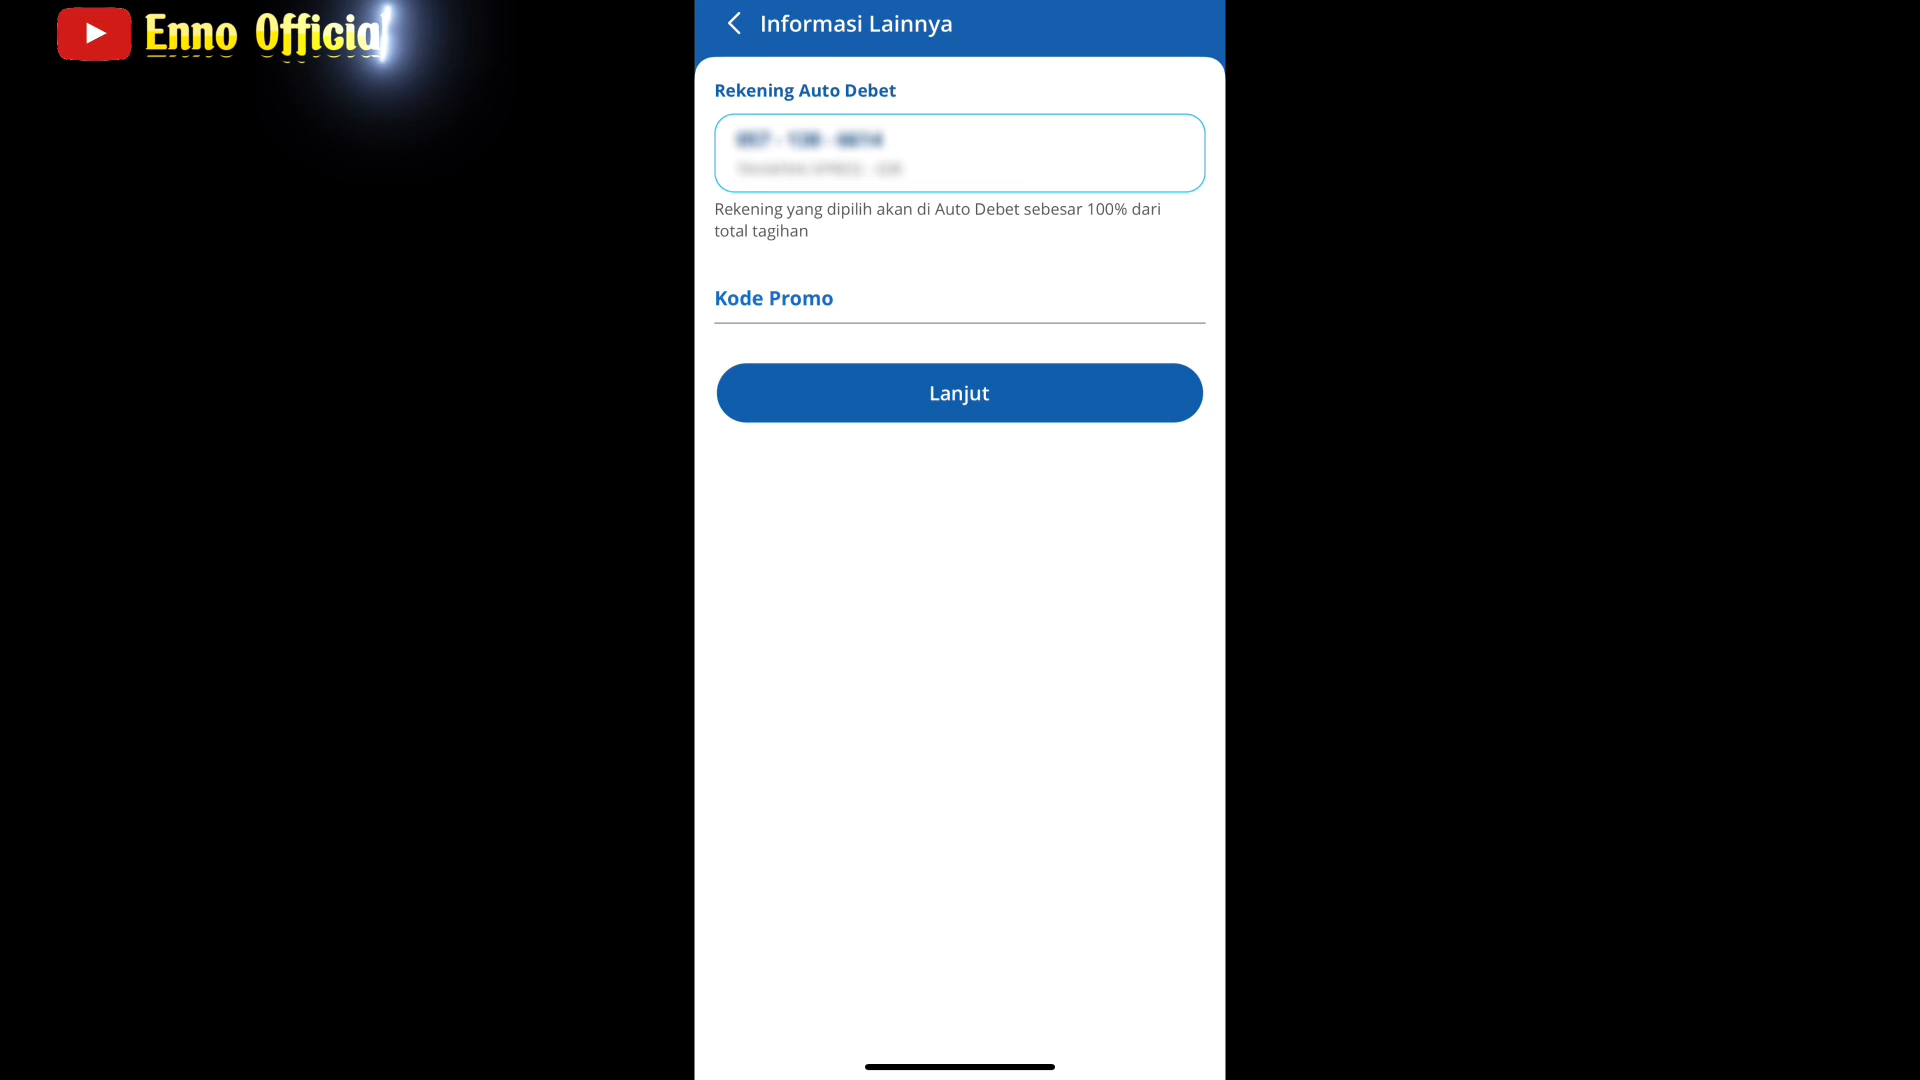 Enno Official
Informasi Lainnya
Rekening Auto Debet
Rekening yang dipilih akan di Auto Debet sebesar 100% dari
total tagihan
Kode Promo
Lanjut